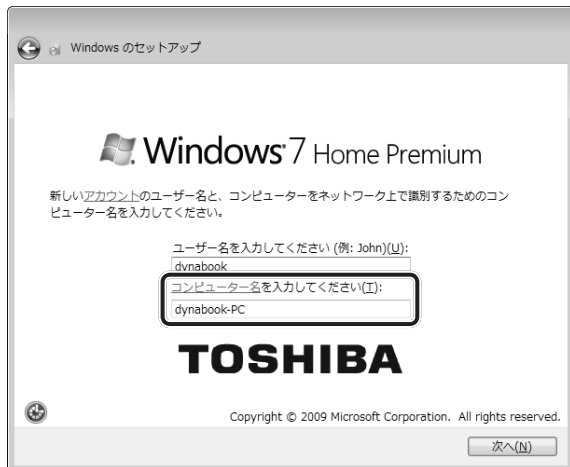 Windows のセットアップ
Windows 7 Home Premium
新しいアカウントのユーザー名と、コンピューターをネットワーク上で識別するためのコン
ピューター名を入力してください。
ユーザー名を入力してください (例: John)(U):
dynabook
コンピューター名を入力してください(T):
dynabook-PC
TOSHIBA
Copyright © 2009 Microsoft Corporation. All rights reserved.
次へ(N)